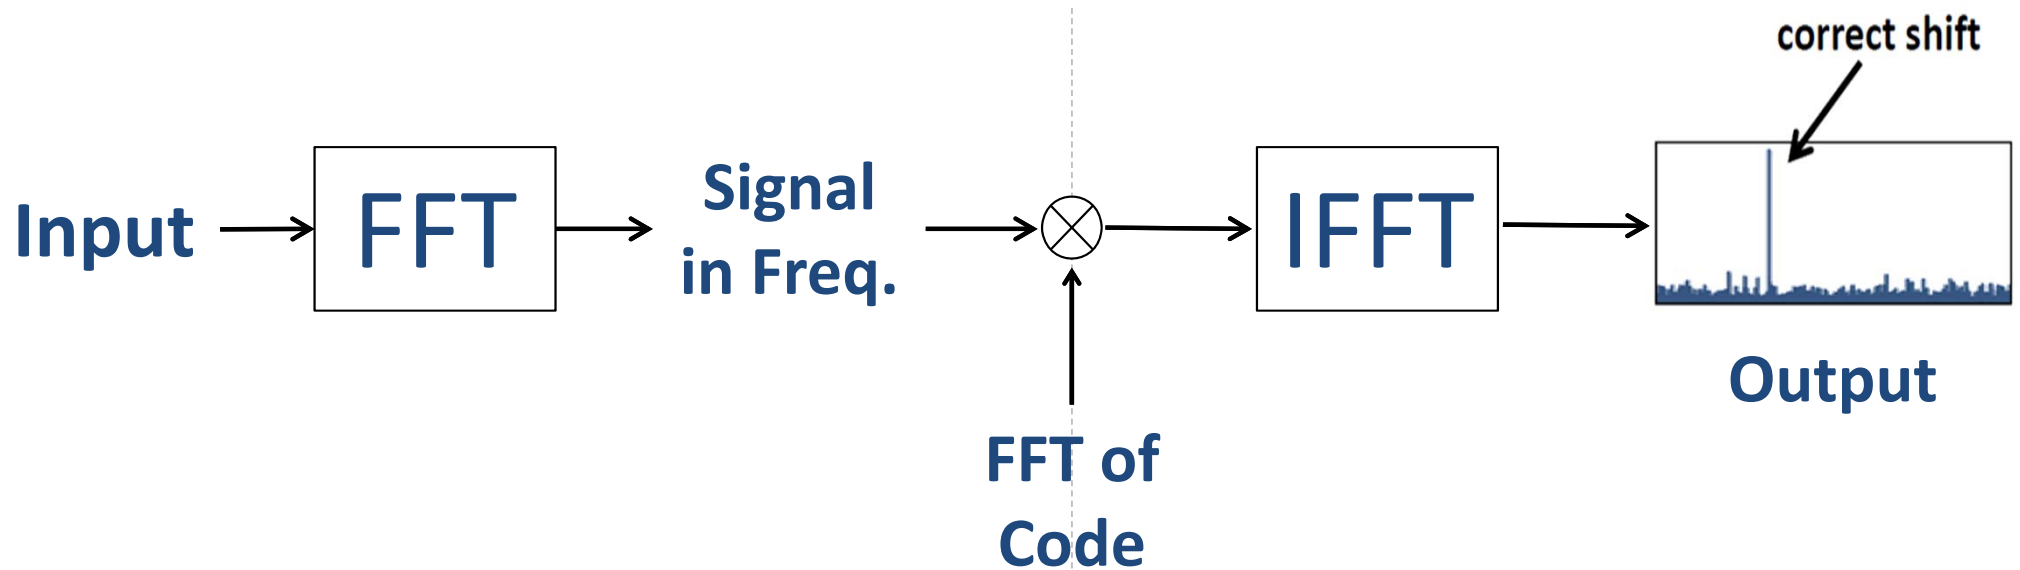 correct shift
Input
FFT
Signal
in Freq.
IFFT
Output
FFT of
Code